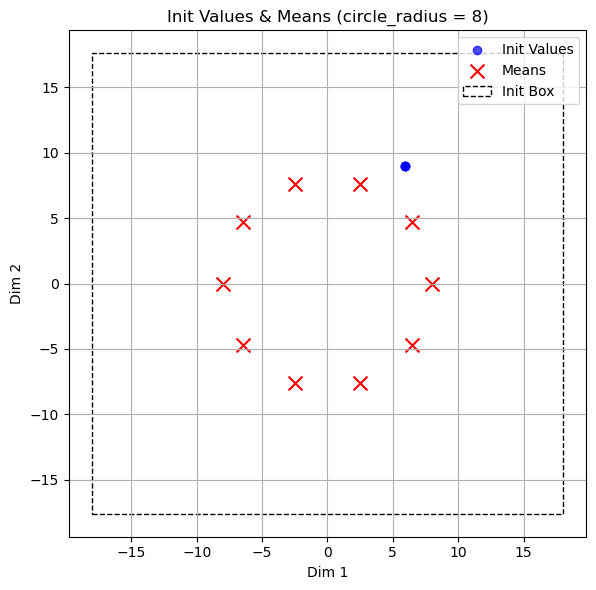 Init Values & Means (circle_radius = 8)
Init Values
Means
Init Box
Dim 2
15
10
5
0
−5
−10
−15
−15
−10
−5
0
5
10
15
Dim 1